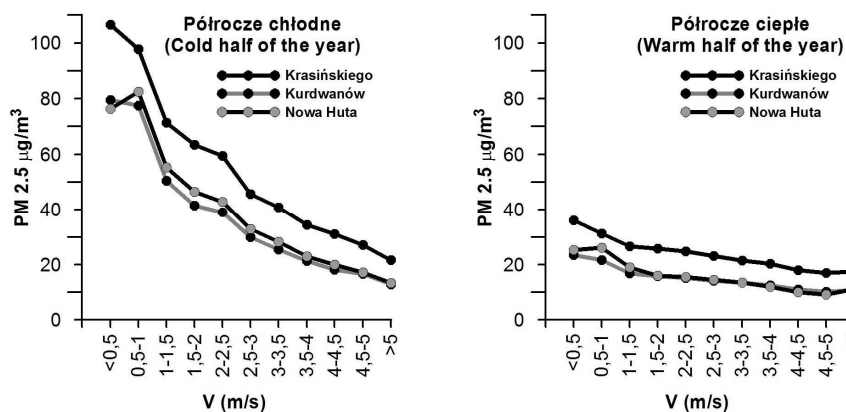 Półrocze chłodne
(Cold half of the year)
Krasińskiego
Kurdwanów
Nowa Huta
PM 2.5 µg/m³
100
80
60
40
20
0
<0,5
0,5-1
1-1,5
1,5-2
2-2,5
2,5-3
3-3,5
3,5-4
4-4,5
4,5-5
>5
V (m/s)
Półrocze ciepłe
(Warm half of the year)
Krasińskiego
Kurdwanów
Nowa Huta
PM 2.5 µg/m³
100
80
60
40
20
0
<0,5
0,5-1
1-1,5
1,5-2
2-2,5
2,5-3
3-3,5
3,5-4
4-4,5
4,5-5
V (m/s)